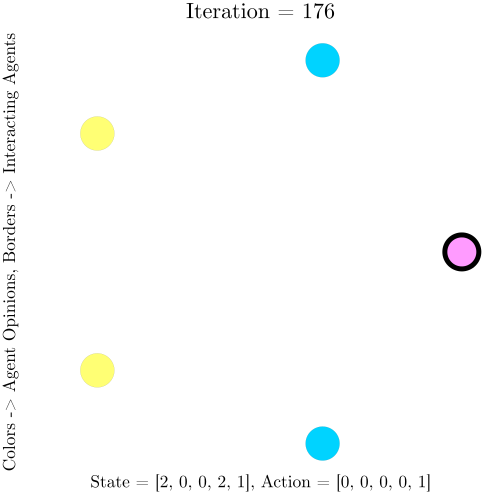 Iteration = 176
Colors -> Agent Opinions, Borders -> Interacting Agents
State = [2, 0, 0, 2, 1], Action = [0, 0, 0, 0, 1]